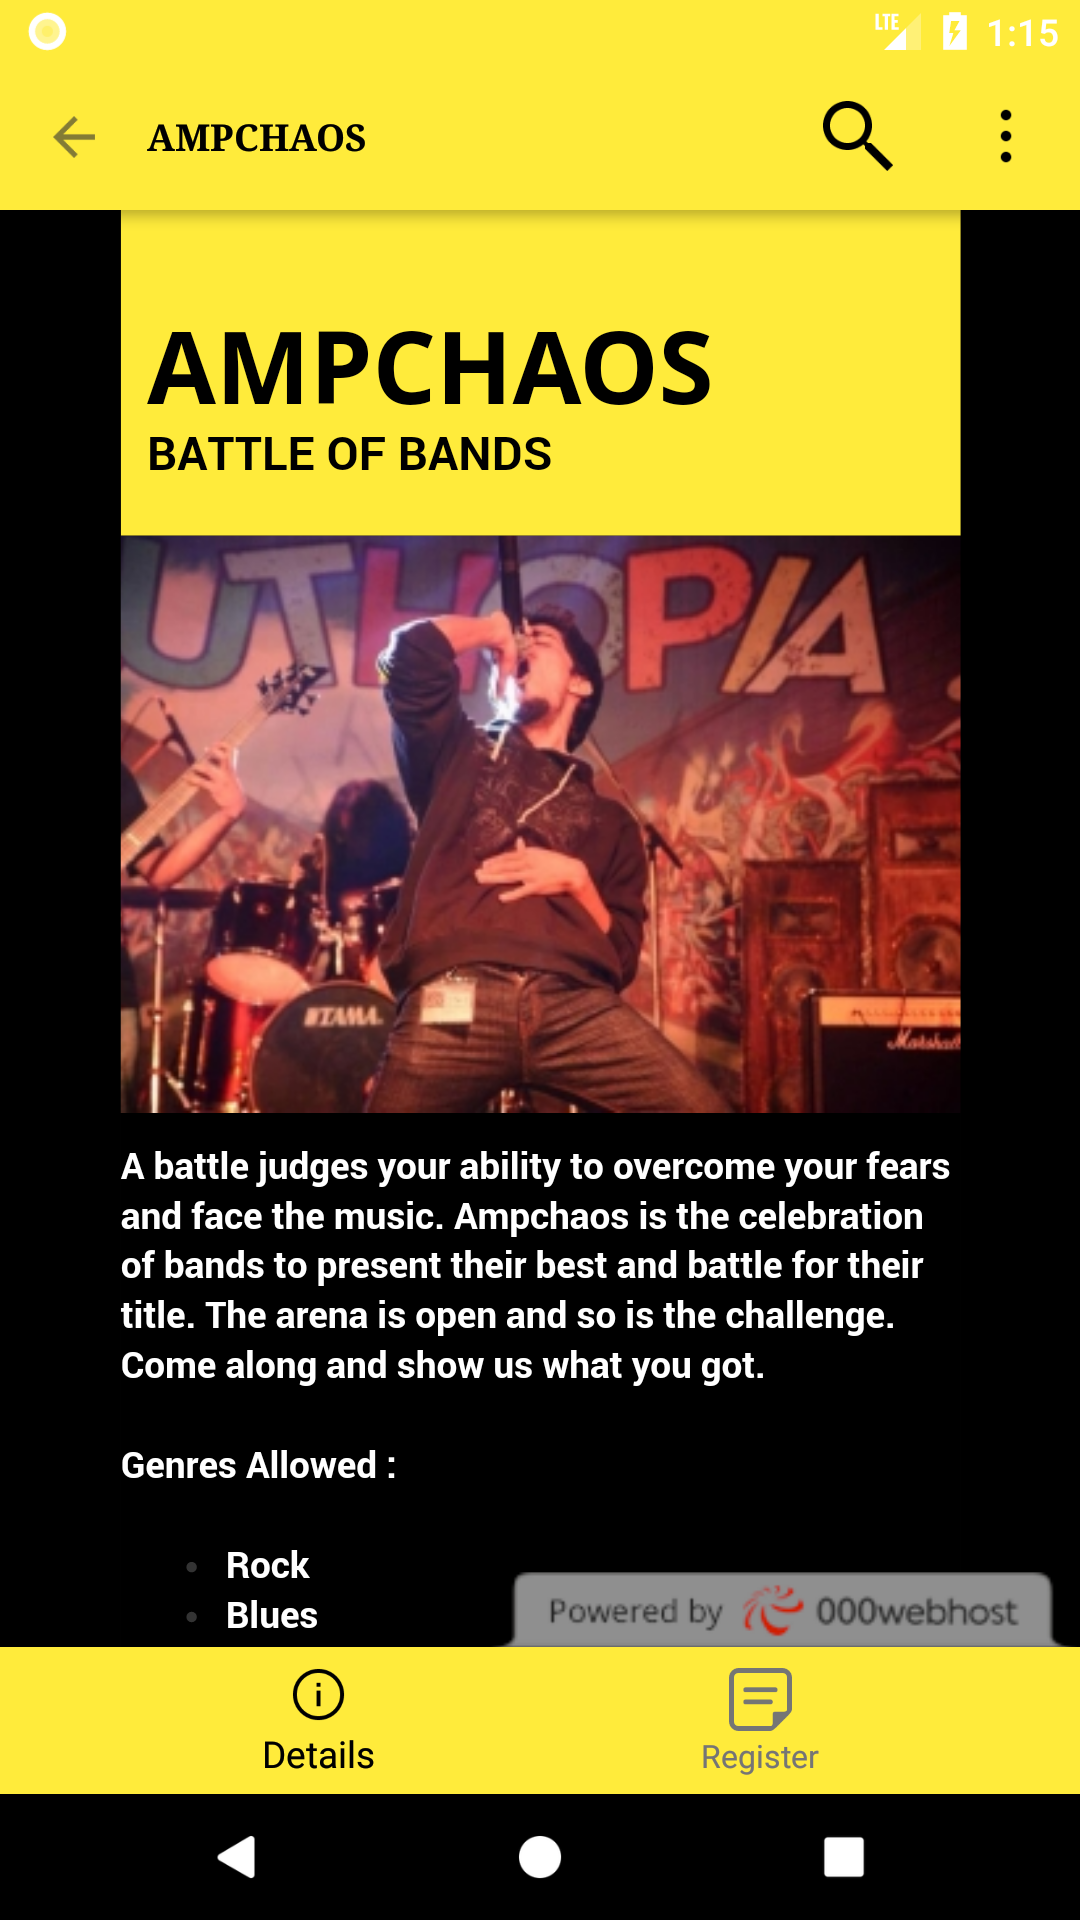 LTE 1:15
AMPCHAOS
AMPCHAOS
BATTLE OF BANDS
UTHOPIA
TAMA
Marshall
A battle judges your ability to overcome your fears
and face the music. Ampchaos is the celebration
of bands to present their best and battle for their
title. The arena is open and so is the challenge.
Come along and show us what you got.
Genres Allowed :
• Rock
• Blues
Powered by 000webhost
Details
Register